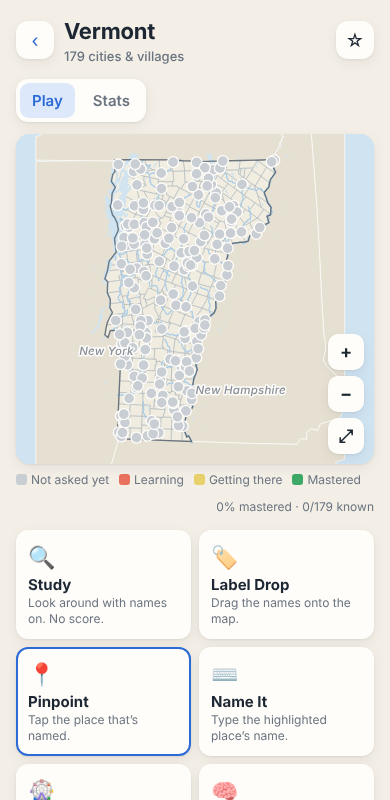 Vermont
179 cities & villages
Play
Stats
New York
New Hampshire
+
−
Not asked yet
Learning
Getting there
Mastered
0% mastered · 0/179 known
Study
Look around with names
on. No score.
Label Drop
Drag the names onto the
map.
Pinpoint
Tap the place that's
named.
Name It
Type the highlighted
place's name.